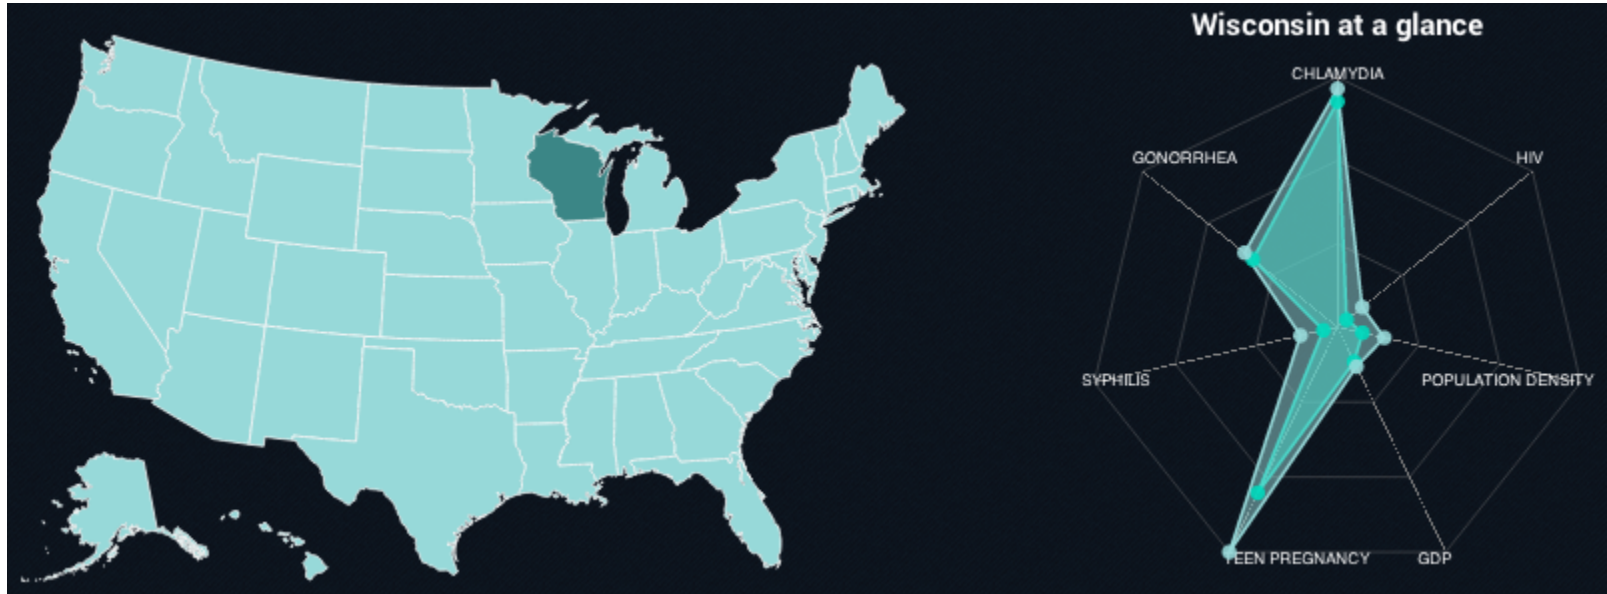 Wisconsin at a glance
CHLAMYDIA
GONORRHEA
HIV
SYPHILIS
POPULATION DENSITY
TEEN PREGNANCY
GDP